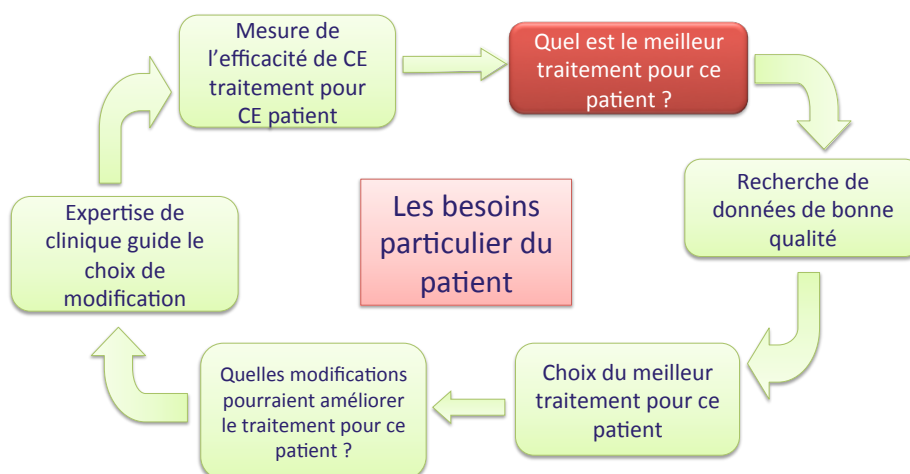 Mesure de
l’efficacité de CE
traitement pour
CE patient
Quel est le meilleur
traitement pour ce
patient ?
Recherche de
données de bonne
qualité
Choix du meilleur
traitement pour ce
patient
Quelles modifications
pourraient améliorer
le traitement pour ce
patient ?
Expertise de
clinique guide le
choix de
modification
Les besoins
particulier du
patient